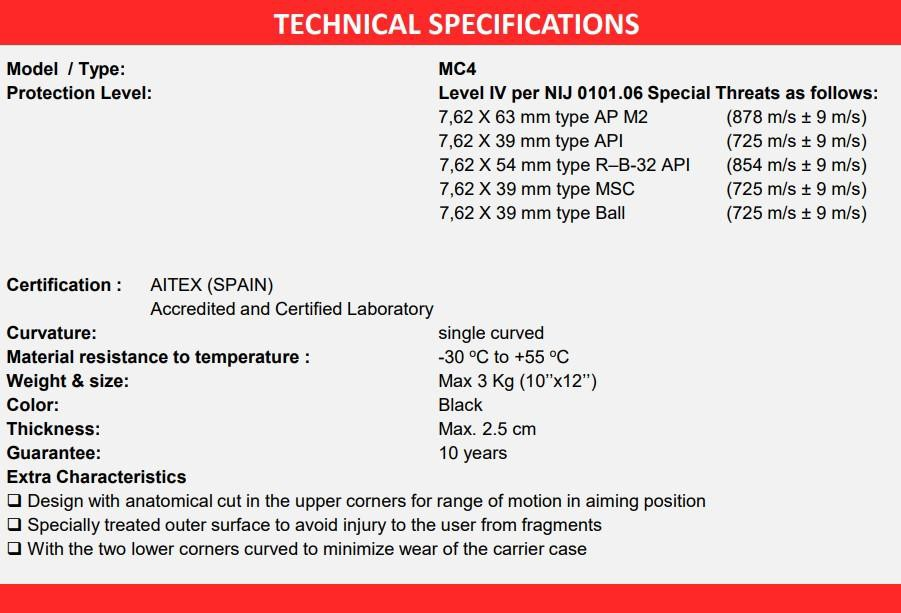 TECHNICAL SPECIFICATIONS
Model / Type: MC4
Protection Level: Level IV per NIJ 0101.06 Special Threats as follows:
7,62 X 63 mm type AP M2 (878 m/s ± 9 m/s)
7,62 X 39 mm type API (725 m/s ± 9 m/s)
7,62 X 54 mm type R–B-32 API (854 m/s ± 9 m/s)
7,62 X 39 mm type MSC (725 m/s ± 9 m/s)
7,62 X 39 mm type Ball (725 m/s ± 9 m/s)
Certification : AITEX (SPAIN)
Accredited and Certified Laboratory
Curvature: single curved
Material resistance to temperature : -30 ºC to +55 ºC
Weight & size: Max 3 Kg (10’’x12’’)
Color: Black
Thickness: Max. 2.5 cm
Guarantee: 10 years
Extra Characteristics
❑ Design with anatomical cut in the upper corners for range of motion in aiming position
❑ Specially treated outer surface to avoid injury to the user from fragments
❑ With the two lower corners curved to minimize wear of the carrier case